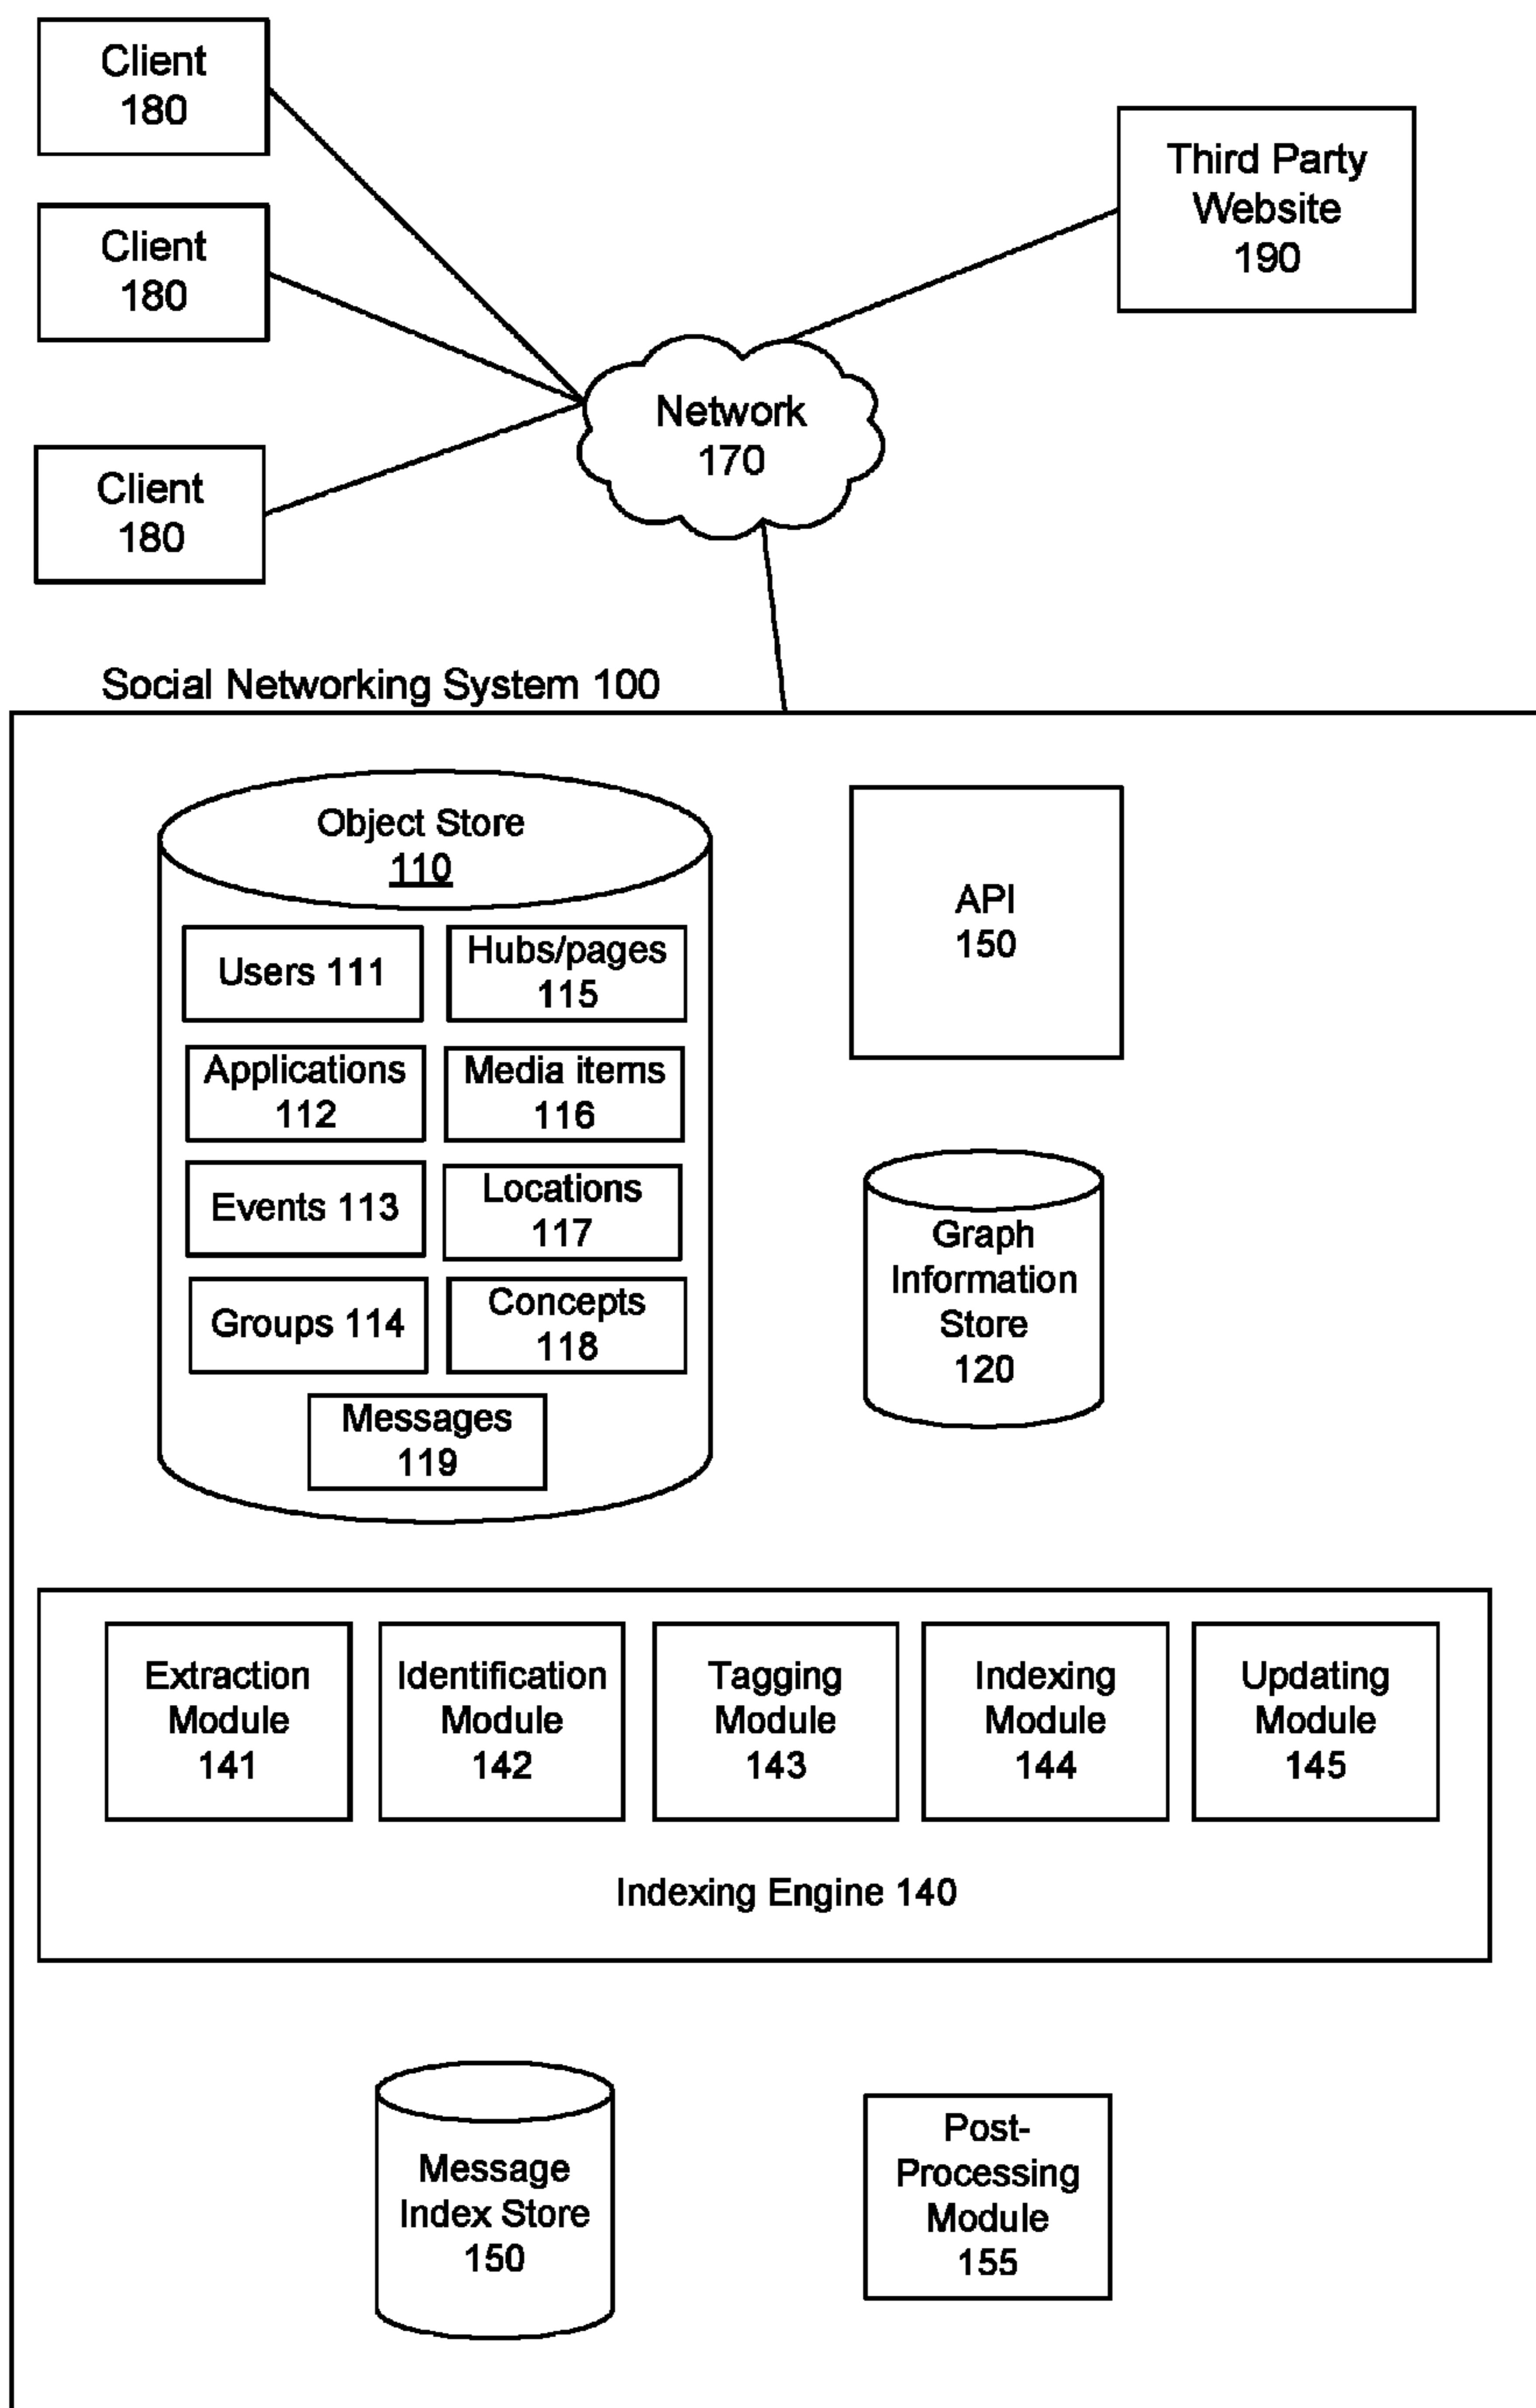 Client
180
Client
180
Client
180
Third Party
Website
190
Network
170
Social Networking System 100
Object Store
110
Users 111
Hubs/pages
115
Applications
112
Media items
116
Events 113
Locations
117
Groups 114
Concepts
118
Messages
119
API
150
Graph
Information
Store
120
Extraction
Module
141
Identification
Module
142
Tagging
Module
143
Indexing
Module
144
Updating
Module
145
Indexing Engine 140
Message
Index Store
150
Post-
Processing
Module
155